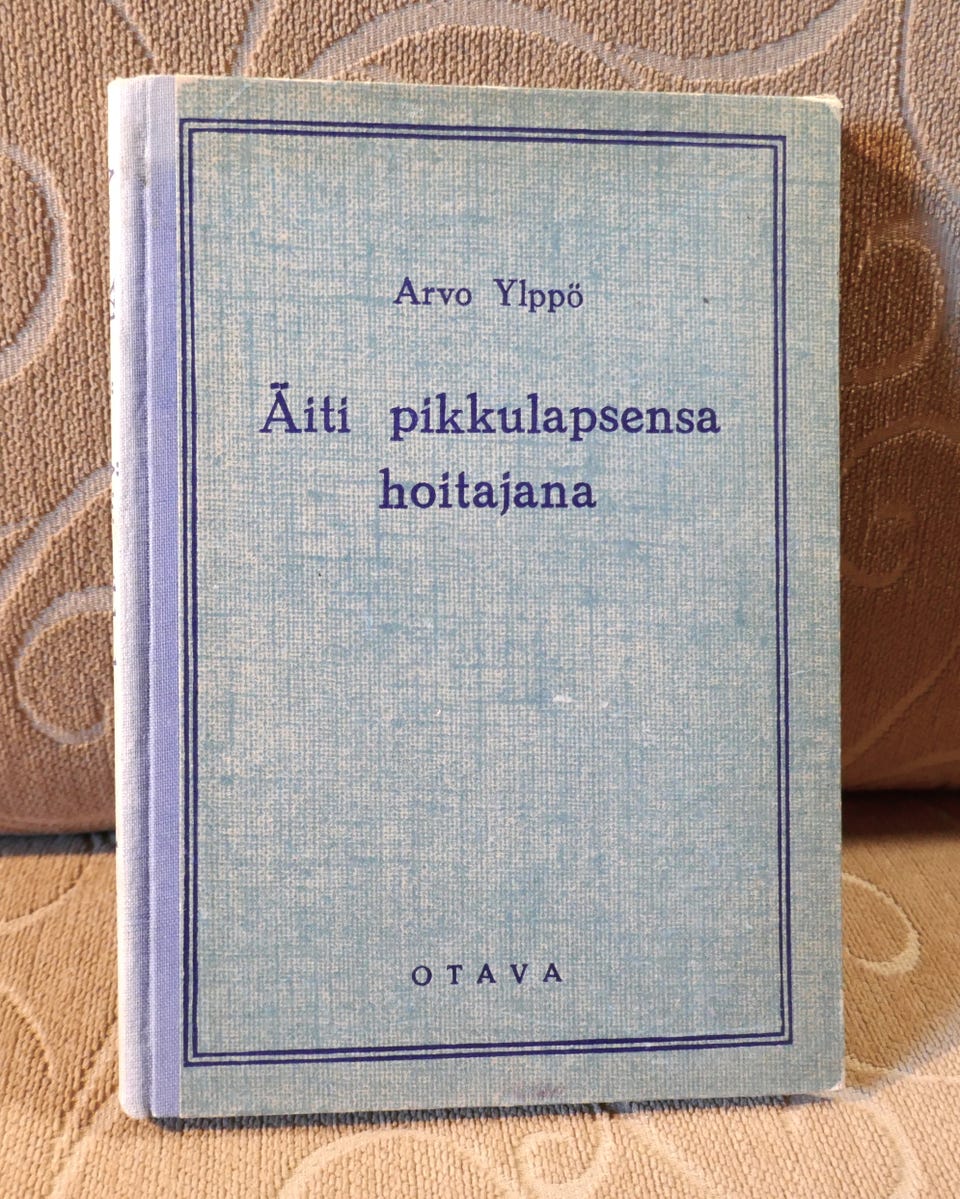 Arvo Ylppö
Äiti pikkulapsensa
hoitajana
OTAVA